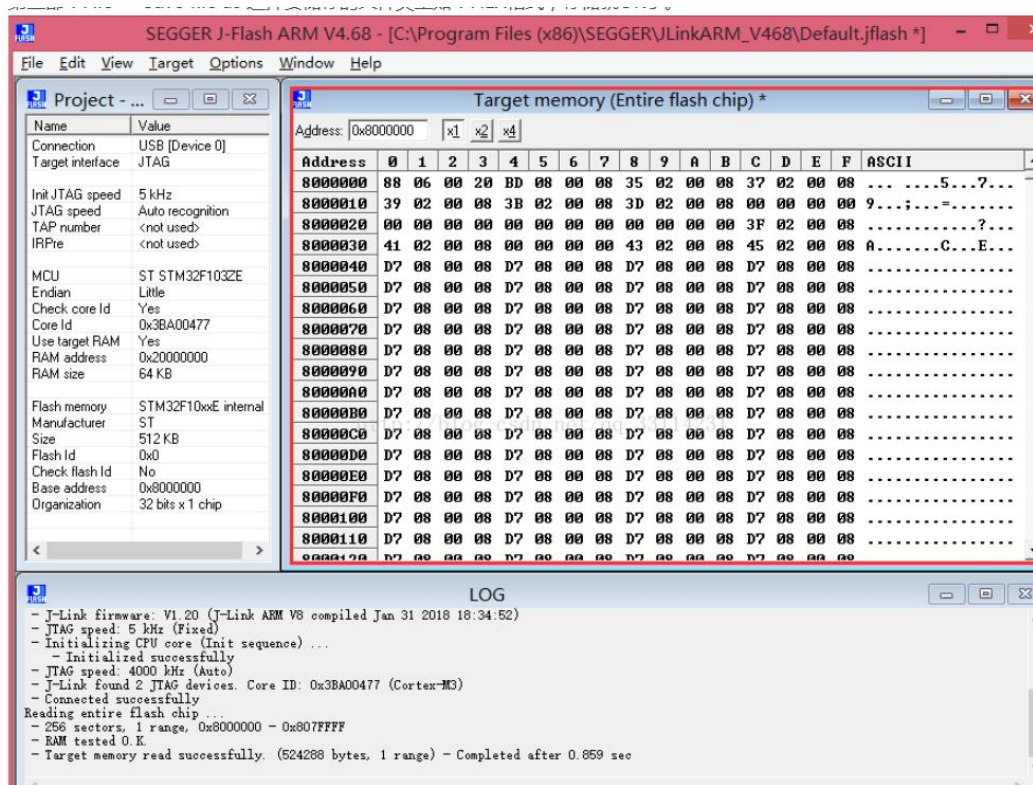 SEGGER J-Flash ARM V4.68 - [C:\Program Files (x86)\SEGGER\JLinkARM_V468\Default.jflash *]
File Edit View Target Options Window Help
Project - ...
Name Value
Connection USB [Device 0]
Target interface JTAG
Init JTAG speed 5 kHz
JTAG speed Auto recognition
TAP number <not used>
IRPre <not used>
MCU ST STM32F103ZE
Endian Little
Check core Id Yes
Core Id 0x3BA00477
Use target RAM Yes
RAM address 0x20000000
RAM size 64 KB
Flash memory STM32F10xxE internal
Manufacturer ST
Size 512 KB
Flash Id 0x0
Check flash Id No
Base address 0x8000000
Organization 32 bits x 1 chip
Target memory (Entire flash chip) *
Address: 0x8000000 x1 x2 x4
Address 0 1 2 3 4 5 6 7 8 9 A B C D E F ASCII
8000000 88 06 00 20 BD 08 00 08 35 02 00 08 37 02 00 08 ... ....5...7...
8000010 39 02 00 08 3B 02 00 08 3D 02 00 08 00 00 00 00 9...;...=.......
8000020 00 00 00 00 00 00 00 00 00 00 00 00 3F 02 00 08 ............?...
8000030 41 02 00 08 00 00 00 00 43 02 00 08 45 02 00 08 A.......C...E...
8000040 D7 08 00 08 D7 08 00 08 D7 08 00 08 D7 08 00 08 ................
8000050 D7 08 00 08 D7 08 00 08 D7 08 00 08 D7 08 00 08 ................
8000060 D7 08 00 08 D7 08 00 08 D7 08 00 08 D7 08 00 08 ................
8000070 D7 08 00 08 D7 08 00 08 D7 08 00 08 D7 08 00 08 ................
8000080 D7 08 00 08 D7 08 00 08 D7 08 00 08 D7 08 00 08 ................
8000090 D7 08 00 08 D7 08 00 08 D7 08 00 08 D7 08 00 08 ................
80000A0 D7 08 00 08 D7 08 00 08 D7 08 00 08 D7 08 00 08 ................
80000B0 D7 08 00 08 D7 08 00 08 D7 08 00 08 D7 08 00 08 ................
80000C0 D7 08 00 08 D7 08 00 08 D7 08 00 08 D7 08 00 08 ................
80000D0 D7 08 00 08 D7 08 00 08 D7 08 00 08 D7 08 00 08 ................
80000E0 D7 08 00 08 D7 08 00 08 D7 08 00 08 D7 08 00 08 ................
80000F0 D7 08 00 08 D7 08 00 08 D7 08 00 08 D7 08 00 08 ................
8000100 D7 08 00 08 D7 08 00 08 D7 08 00 08 D7 08 00 08 ................
8000110 D7 08 00 08 D7 08 00 08 D7 08 00 08 D7 08 00 08 ................
8000120 D7 08 00 08 D7 08 00 08 D7 08 00 08 D7 08 00 08
LOG
- J-Link firmware: V1.20 (J-Link ARM V8 compiled Jan 31 2018 18:34:52)
- JTAG speed: 5 kHz (Fixed)
- Initializing CPU core (Init sequence) ...
- Initialized successfully
- JTAG speed: 4000 kHz (Auto)
- J-Link found 2 JTAG devices. Core ID: 0x3BA00477 (Cortex-M3)
- Connected successfully
Reading entire flash chip ...
- 256 sectors, 1 range, 0x8000000 - 0x807FFFF
- RAM tested O.K.
- Target memory read successfully. (524288 bytes, 1 range) - Completed after 0.859 sec